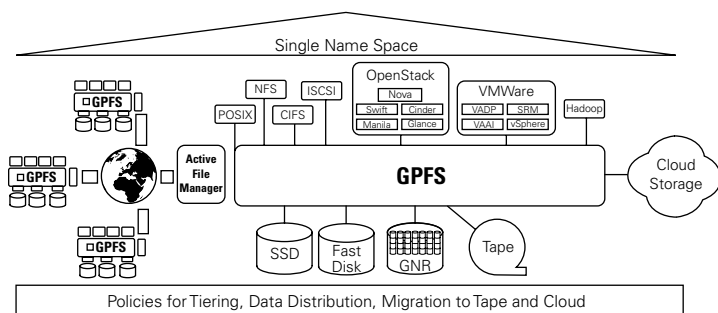 Single Name Space
GPFS
GPFS
GPFS
Active
File
Manager
POSIX
NFS
CIFS
ISCSI
OpenStack
Nova
Swift
Cinder
Manila
Glance
VMWare
VADP
SRM
VAAI
vSphere
Hadoop
GPFS
Cloud
Storage
SSD
Fast
Disk
GNR
Tape
Policies for Tiering, Data Distribution, Migration to Tape and Cloud